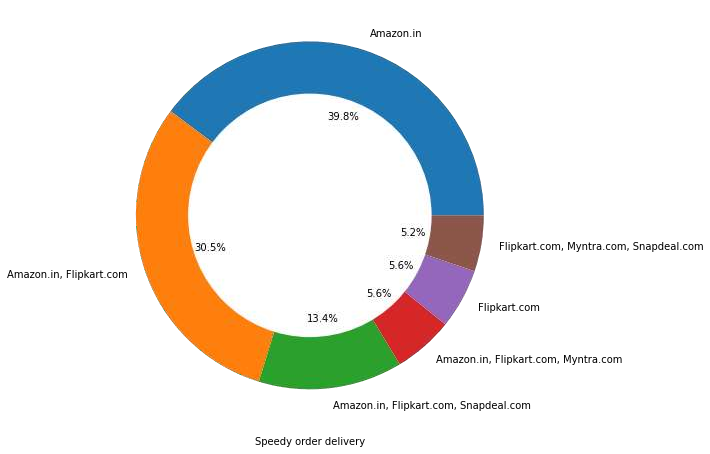 Amazon.in
39.8%
5.2%
Flipkart.com, Myntra.com, Snapdeal.com
30.5%
5.6%
Amazon.in, Flipkart.com
5.6%
Flipkart.com
13.4%
Amazon.in, Flipkart.com, Myntra.com
Amazon.in, Flipkart.com, Snapdeal.com
Speedy order delivery